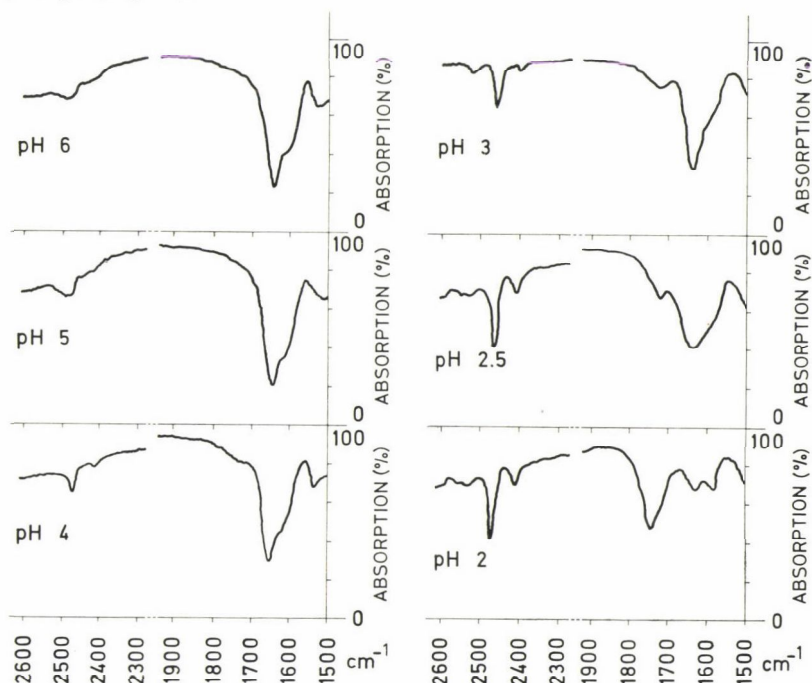 100
ABSORPTION (%)
pH 6
0
100
ABSORPTION (%)
pH 5
0
100
ABSORPTION (%)
pH 4
2600
2500
2400
2300
1900
1800
1700
1600
1500
cm⁻¹
100
ABSORPTION (%)
pH 3
0
100
ABSORPTION (%)
pH 2.5
0
100
ABSORPTION (%)
pH 2
0
2600
2500
2400
2300
1900
1800
1700
1600
1500
cm⁻¹